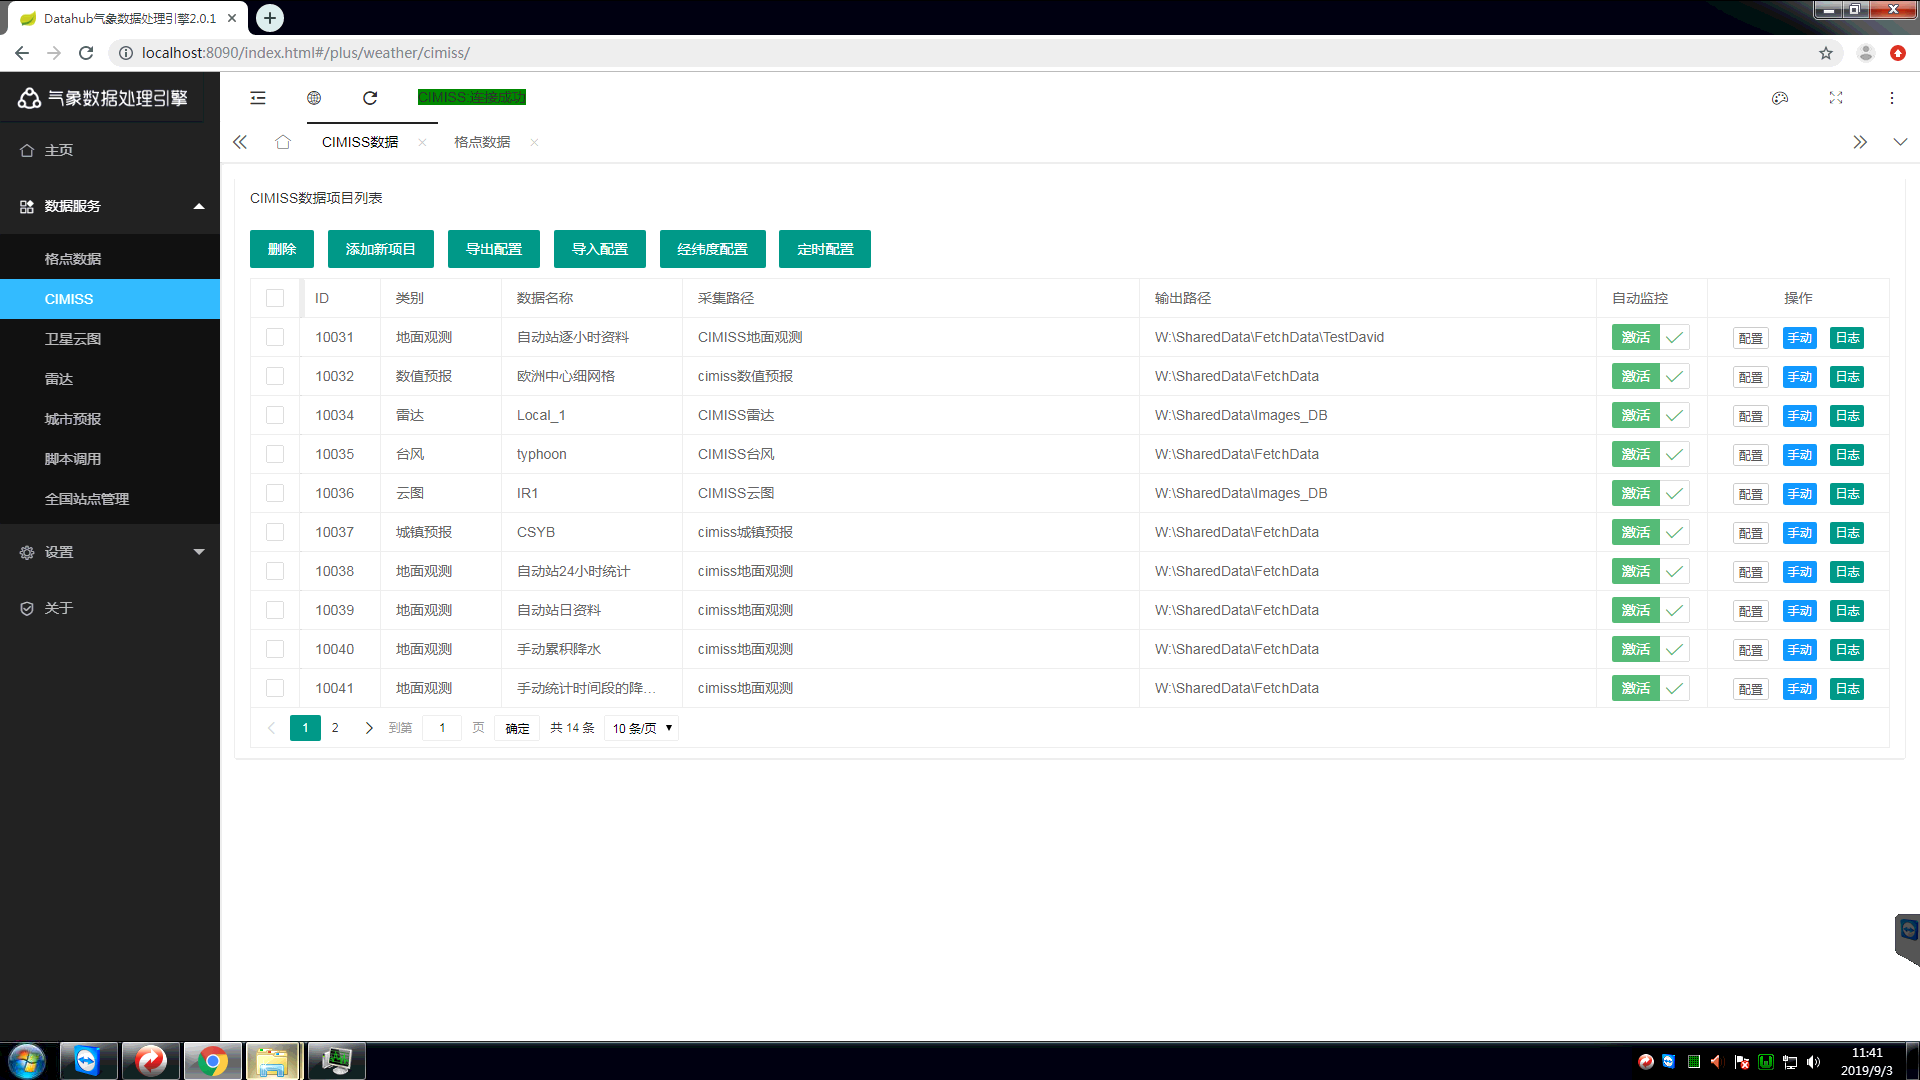 Datahub气象数据处理引擎2.0.1
localhost:8090/index.html#/plus/weather/cimiss/
气象数据处理引擎
CIMISS:连接成功
主页
数据服务
格点数据
CIMISS
卫星云图
雷达
城市预报
脚本调用
全国站点管理
设置
关于
CIMISS数据 格点数据
CIMISS数据项目列表
删除 添加新项目 导出配置 导入配置 经纬度配置 定时配置
ID 类别 数据名称 采集路径 输出路径 自动监控 操作
10031 地面观测 自动站逐小时资料 CIMISS地面观测 W:\SharedData\FetchData\TestDavid 激活 配置 手动 日志
10032 数值预报 欧洲中心细网格 cimiss数值预报 W:\SharedData\FetchData 激活 配置 手动 日志
10034 雷达 Local_1 CIMISS雷达 W:\SharedData\Images_DB 激活 配置 手动 日志
10035 台风 typhoon CIMISS台风 W:\SharedData\FetchData 激活 配置 手动 日志
10036 云图 IR1 CIMISS云图 W:\SharedData\Images_DB 激活 配置 手动 日志
10037 城镇预报 CSYB cimiss城镇预报 W:\SharedData\FetchData 激活 配置 手动 日志
10038 地面观测 自动站24小时统计 cimiss地面观测 W:\SharedData\FetchData 激活 配置 手动 日志
10039 地面观测 自动站日资料 cimiss地面观测 W:\SharedData\FetchData 激活 配置 手动 日志
10040 地面观测 手动累积降水 cimiss地面观测 W:\SharedData\FetchData 激活 配置 手动 日志
10041 地面观测 手动统计时间段的降... cimiss地面观测 W:\SharedData\FetchData 激活 配置 手动 日志
1 2 到第 1 页 确定 共 14 条 10 条/页
11:41
2019/9/3